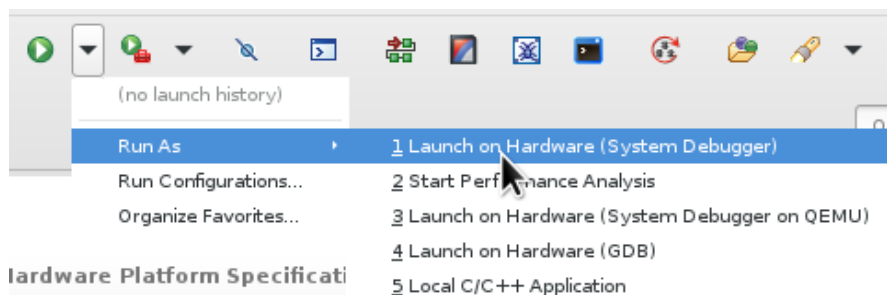 (no launch history)
Run As
1 Launch on Hardware (System Debugger)
Run Configurations...
2 Start Performance Analysis
Organize Favorites...
3 Launch on Hardware (System Debugger on QEMU)
4 Launch on Hardware (GDB)
Hardware Platform Specificati
5 Local C/C++ Application